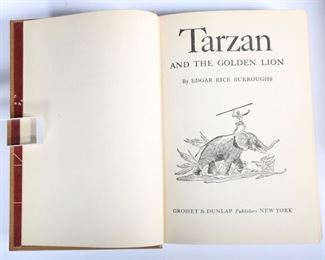 Tarzan
AND THE GOLDEN LION
By EDGAR RICE BURROUGHS
GROSSET & DUNLAP Publishers NEW YORK